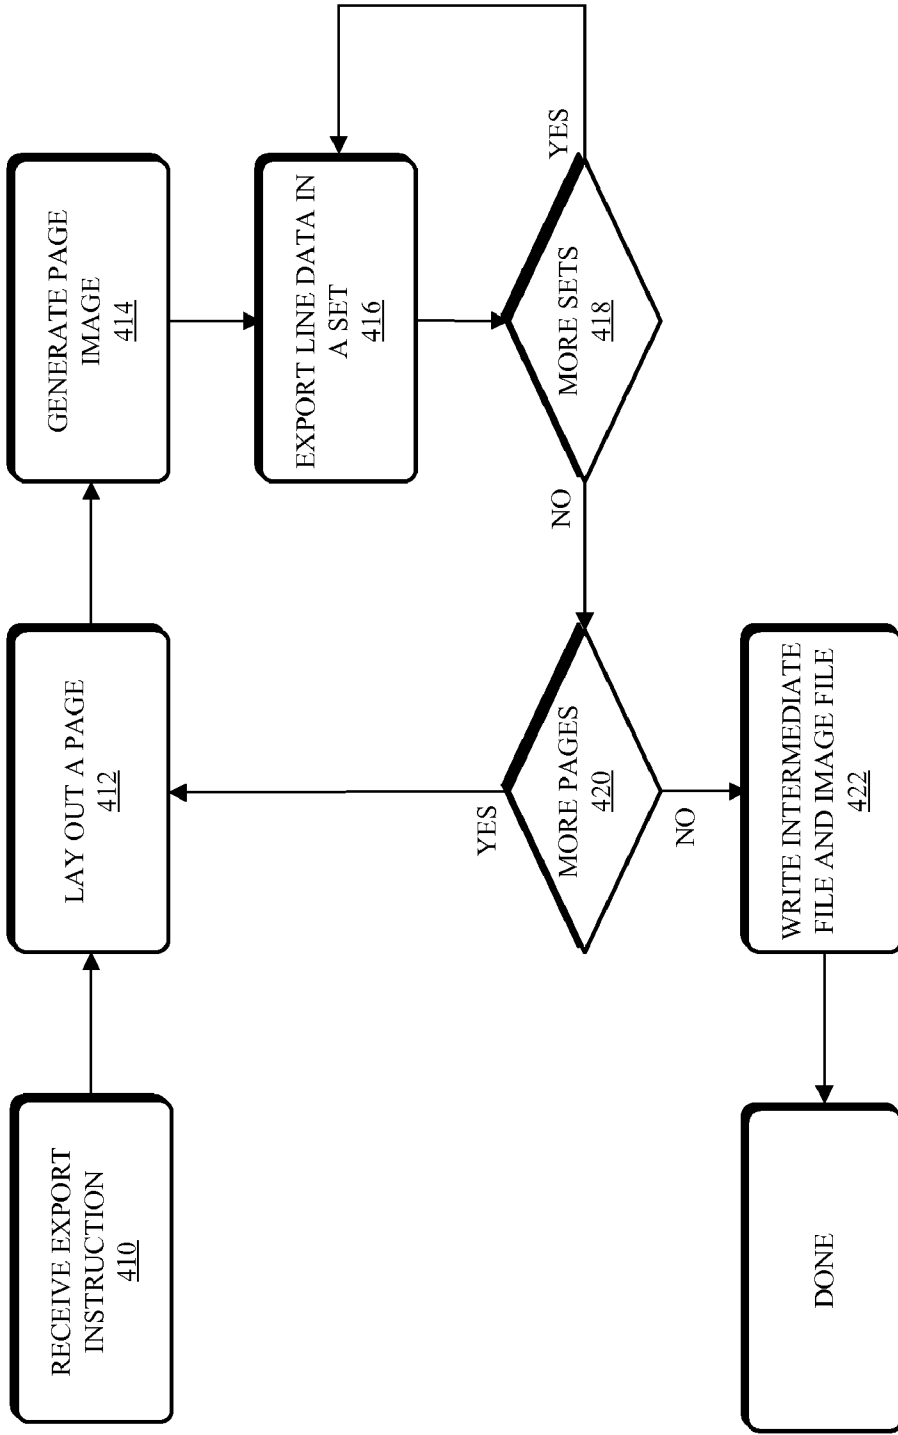 RECEIVE EXPORT
INSTRUCTION
410
LAY OUT A PAGE
412
GENERATE PAGE
IMAGE
414
EXPORT LINE DATA IN
A SET
416
MORE SETS
418
YES
NO
MORE PAGES
420
YES
NO
WRITE INTERMEDIATE
FILE AND IMAGE FILE
422
DONE